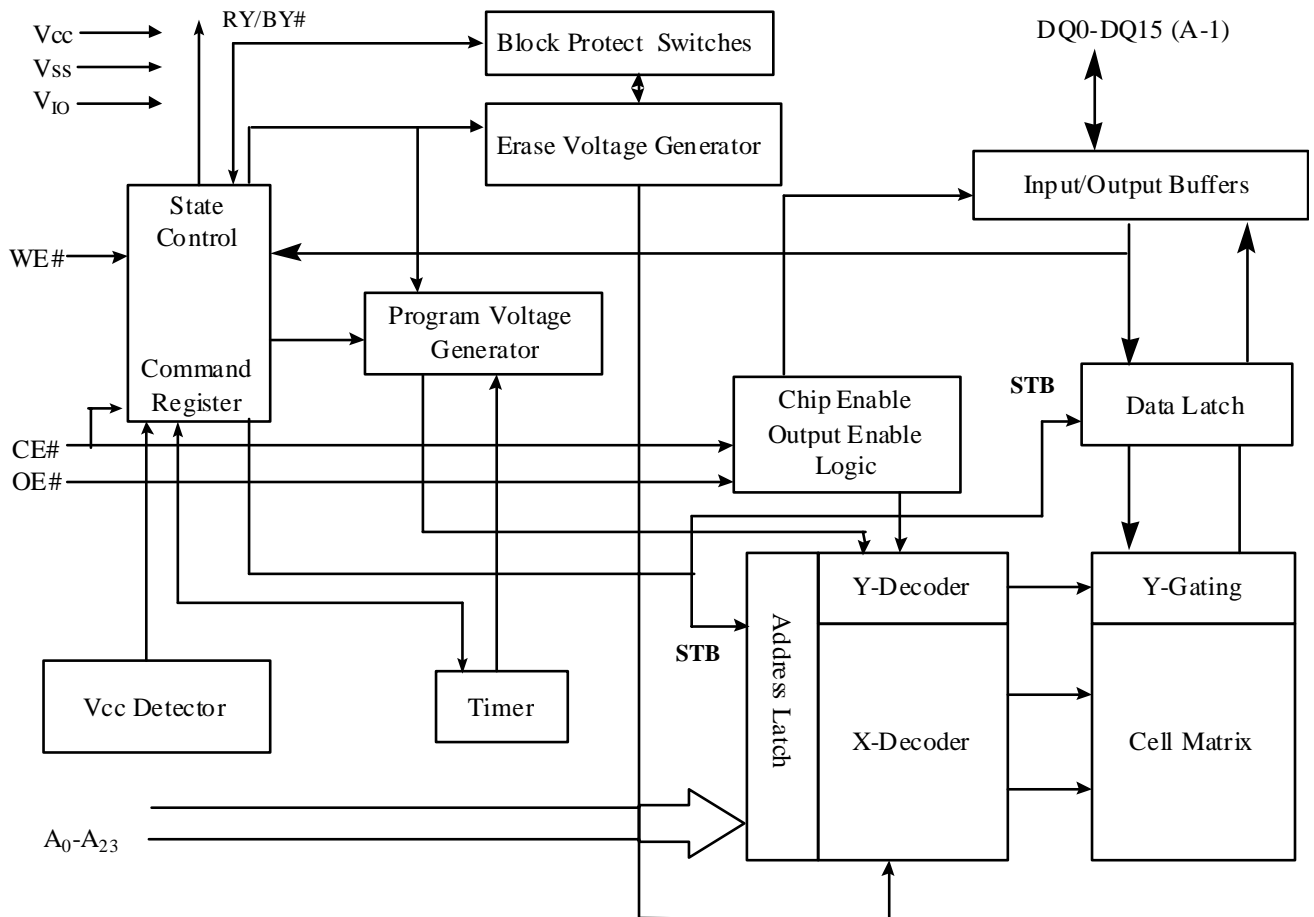 Vcc
Vss
VIO
RY/BY#
Block Protect Switches
DQ0-DQ15 (A-1)
Erase Voltage Generator
Input/Output Buffers
State
Control
WE#
Program Voltage
Generator
Command
Register
STB
Chip Enable
Output Enable
Logic
Data Latch
CE#
OE#
Y-Decoder
Y-Gating
Address Latch
STB
Vcc Detector
Timer
X-Decoder
Cell Matrix
A0-A23